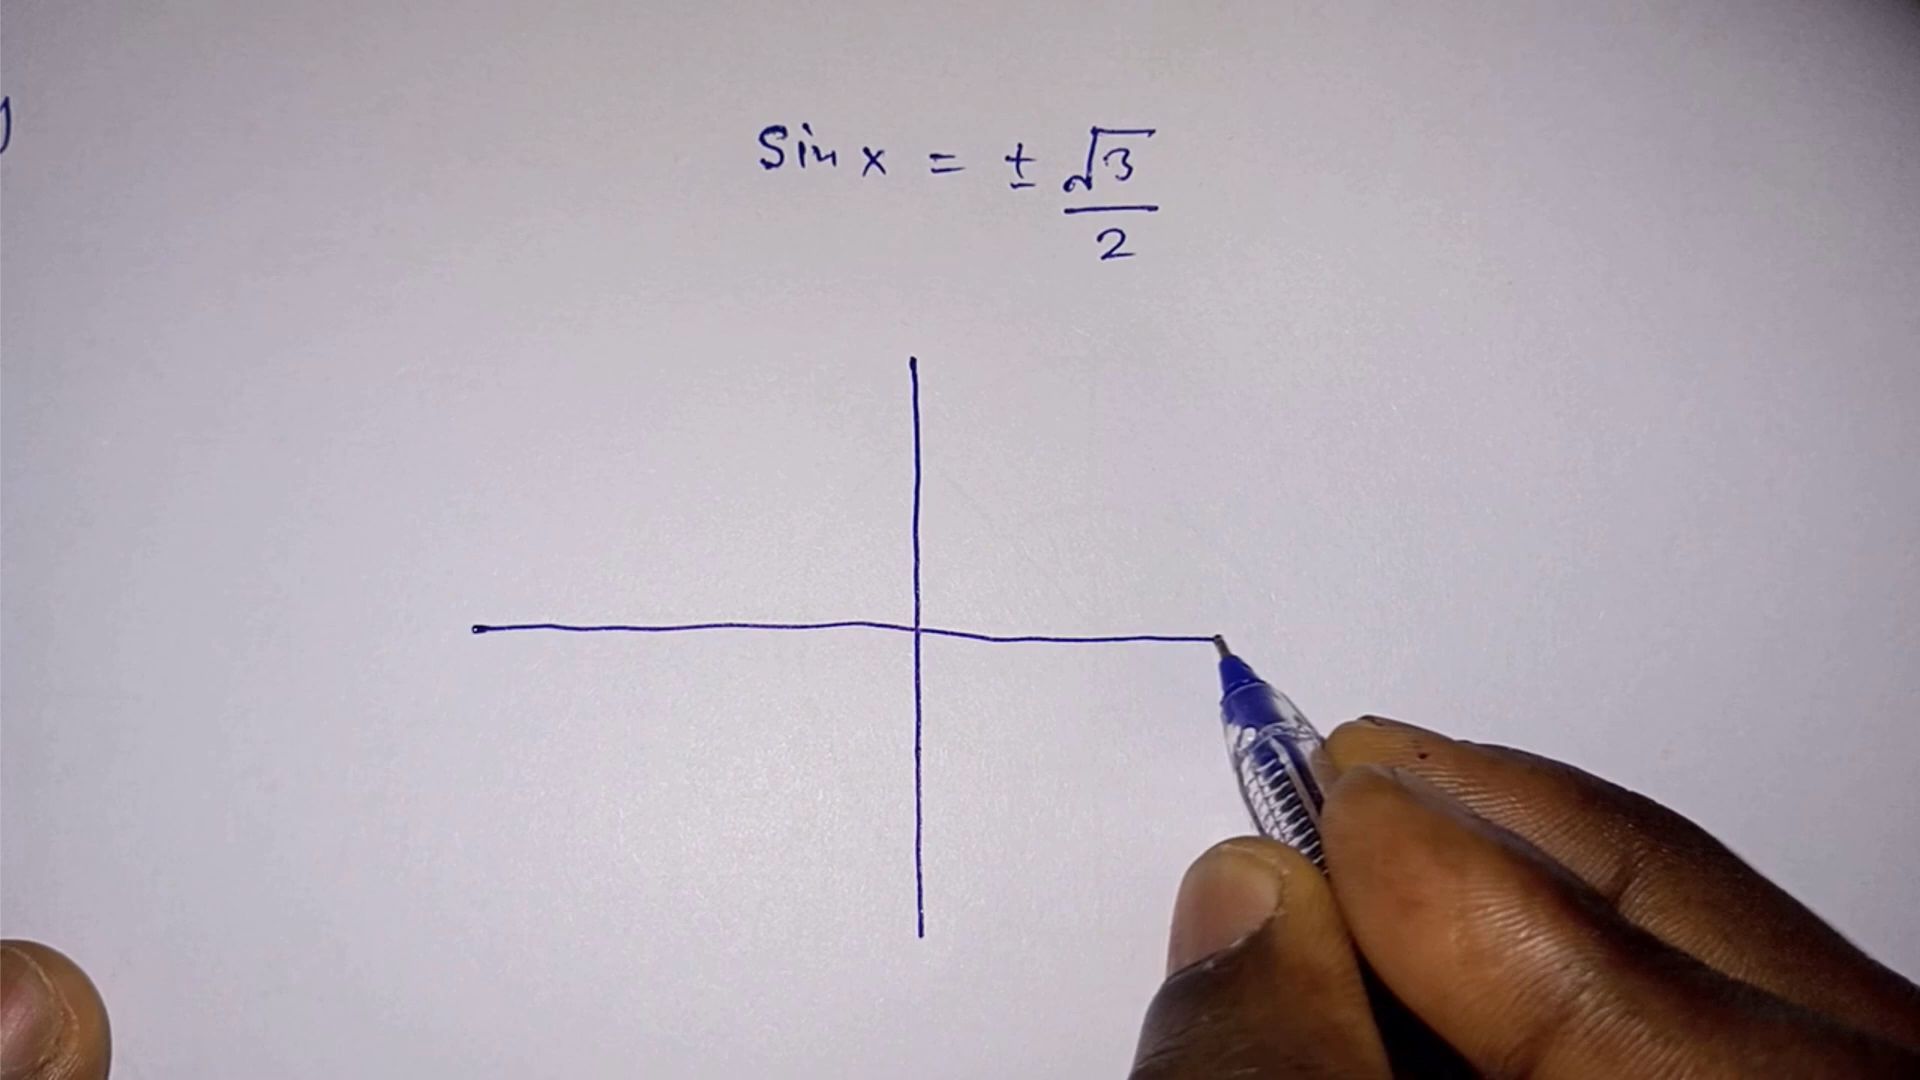 Sin x = ± √3/2